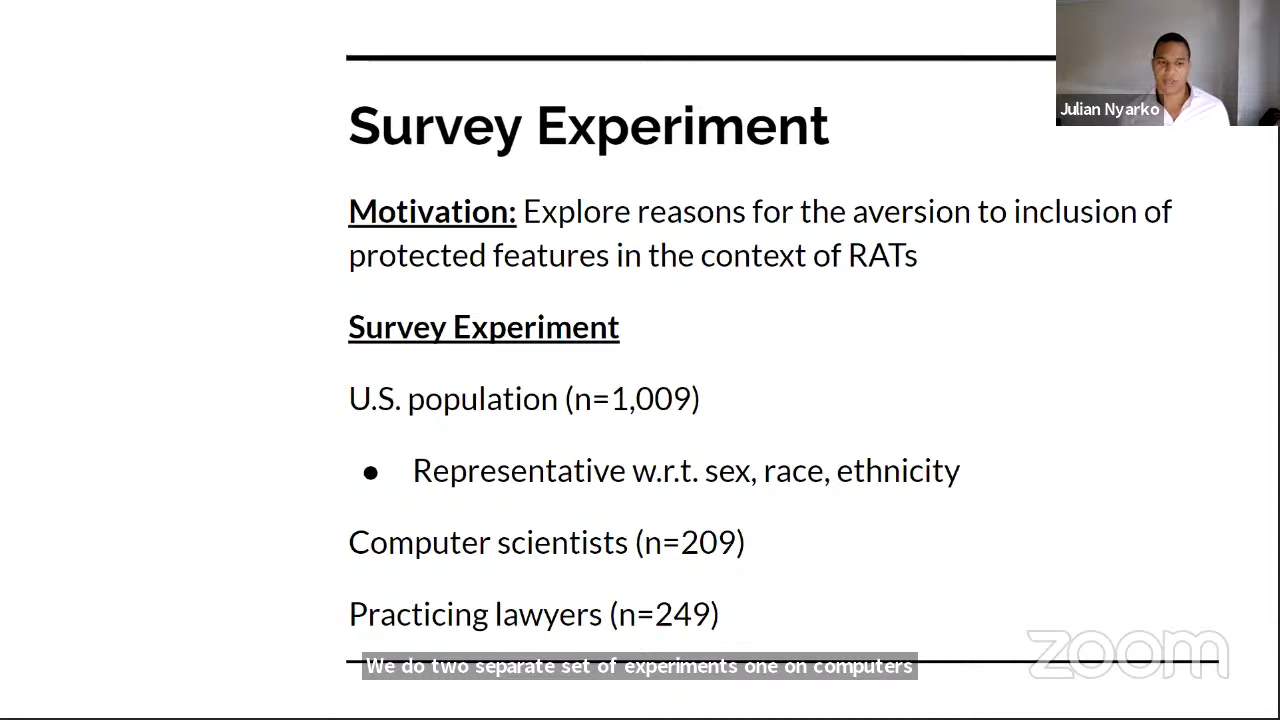 Julian Nyarko
Survey Experiment
Motivation: Explore reasons for the aversion to inclusion of
protected features in the context of RATs
Survey Experiment
U.S. population (n=1,009)
● Representative w.r.t. sex, race, ethnicity
Computer scientists (n=209)
Practicing lawyers (n=249)
We do two separate set of experiments one on computers
zoom